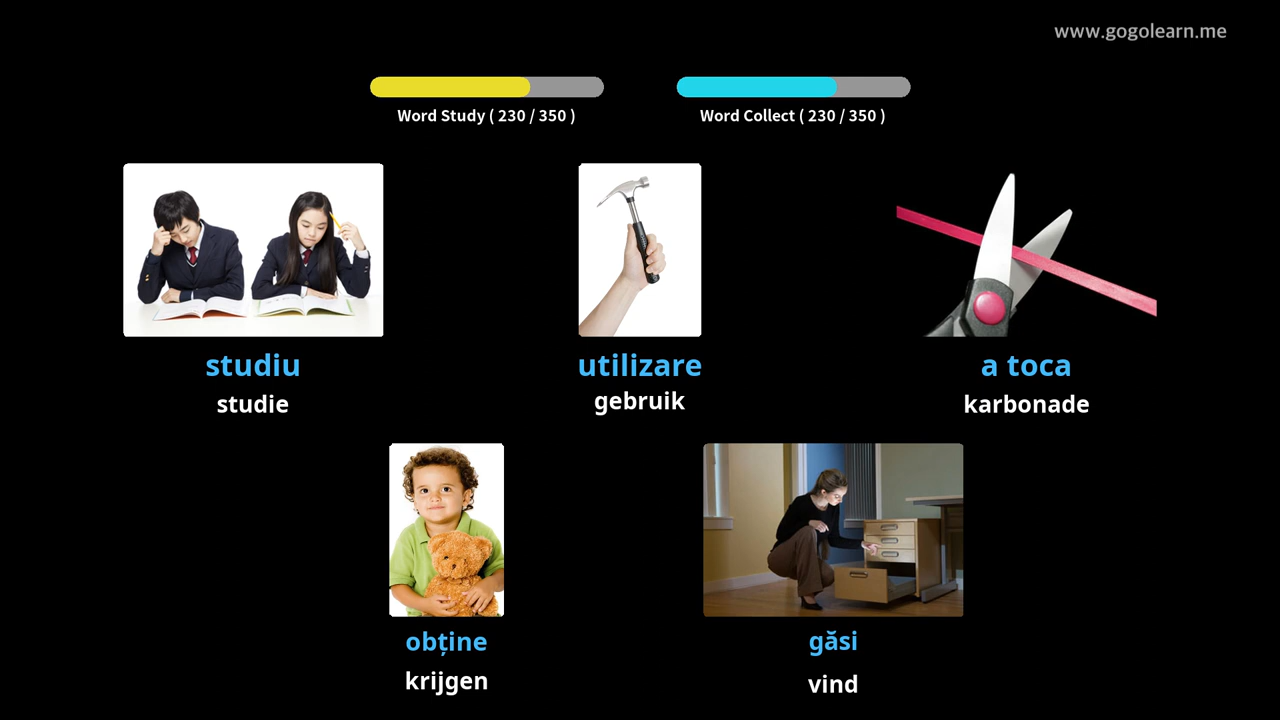 www.gogolearn.me
Word Study ( 230 / 350 )
Word Collect ( 230 / 350 )
studiu
studie
utilizare
gebruik
a toca
karbonade
obține
krijgen
găsi
vind